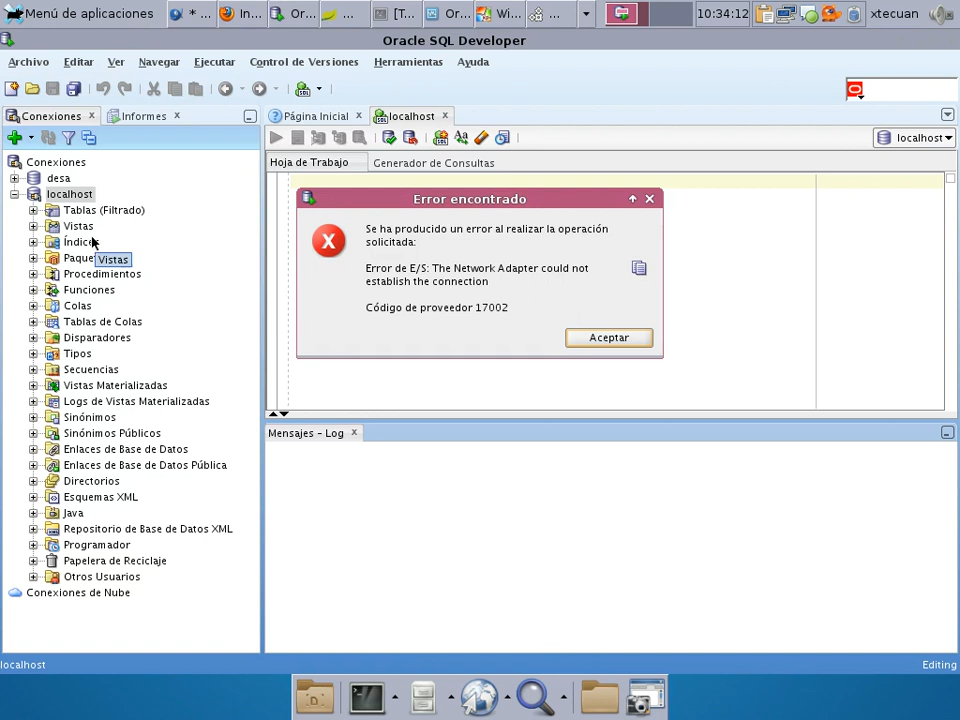 Menú de aplicaciones
* ...
In...
Or...
...
[T...
Or...
Wi...
...
10:34:12
xtecuan
Oracle SQL Developer
Archivo Editar Ver Navegar Ejecutar Control de Versiones Herramientas Ayuda
Conexiones x
Informes x
Página Inicial x
localhost x
localhost
Hoja de Trabajo
Generador de Consultas
Conexiones
desa
localhost
Tablas (Filtrado)
Vistas
Índices
Paque
Vistas
Procedimientos
Funciones
Colas
Tablas de Colas
Disparadores
Tipos
Secuencias
Vistas Materializadas
Logs de Vistas Materializadas
Sinónimos
Sinónimos Públicos
Enlaces de Base de Datos
Enlaces de Base de Datos Pública
Directorios
Esquemas XML
Java
Repositorio de Base de Datos XML
Programador
Papelera de Reciclaje
Otros Usuarios
Conexiones de Nube
Error encontrado
Se ha producido un error al realizar la operación
solicitada:
Error de E/S: The Network Adapter could not
establish the connection
Código de proveedor 17002
Aceptar
Mensajes - Log x
localhost
Editing